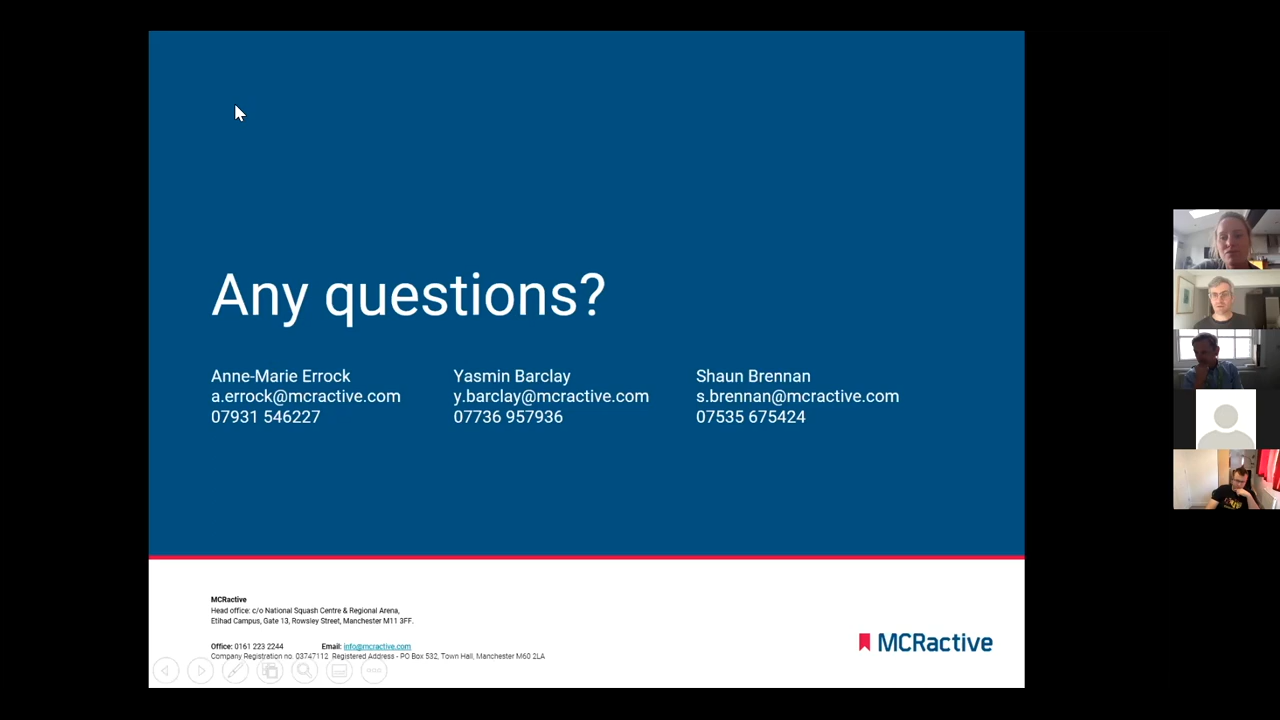 Any questions?
Anne-Marie Errock
a.errock@mcractive.com
07931 546227
Yasmin Barclay
y.barclay@mcractive.com
07736 957936
Shaun Brennan
s.brennan@mcractive.com
07535 675424
MCRactive
Head office: c/o National Squash Centre & Regional Arena,
Etihad Campus, Gate 13, Rowsley Street, Manchester M11 3FF.
Office: 0161 223 2244 Email: info@mcractive.com
Company Registration no. 03747112 Registered Address - PO Box 532, Town Hall, Manchester M60 2LA
MCRactive